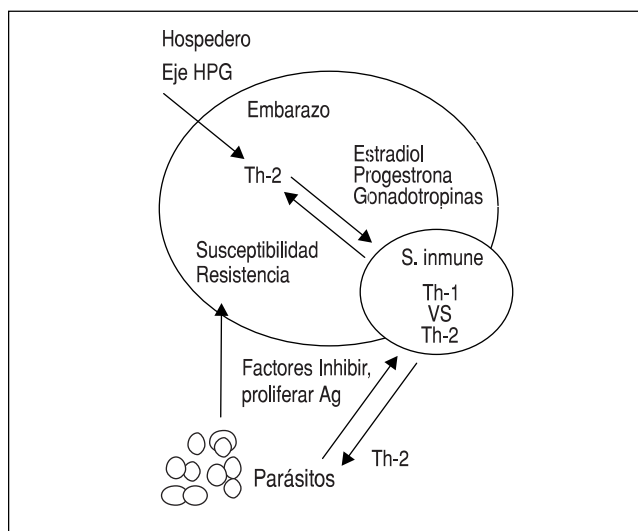 Hospedero
Eje HPG
Embarazo
Estradiol
Progestrona
Gonadotropinas
Th-2
Susceptibilidad
Resistencia
S. inmune
Th-1
VS
Th-2
Factores Inhibir,
proliferar Ag
Th-2
Parásitos